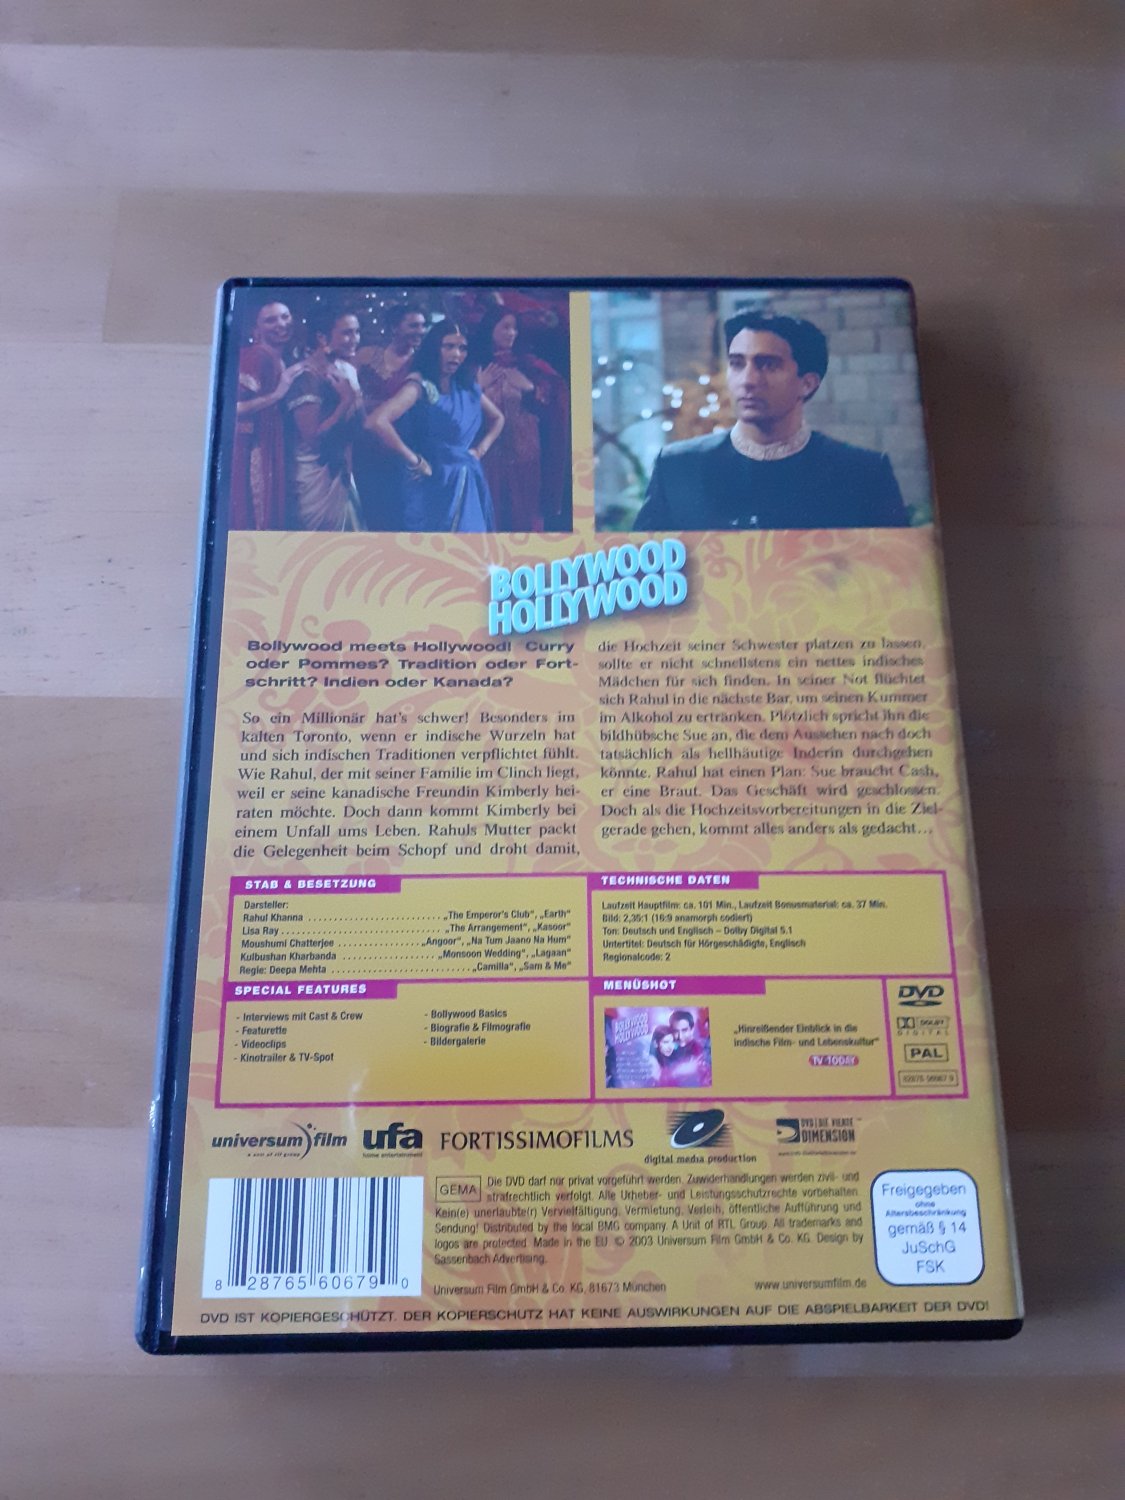 BOLLYWOOD
HOLLYWOOD
Bollywood meets Hollywood! Curry
oder Pommes? Tradition oder Fort-
schritt? Indien oder Kanada?
So ein Millionär hat's schwer! Besonders im
kalten Toronto, wenn er indische Wurzeln hat
und sich indischen Traditionen verpflichtet fühlt.
Wie Rahul, der mit seiner Familie im Clinch liegt,
weil er seine kanadische Freundin Kimberly hei-
raten möchte. Doch dann kommt Kimberly bei
einem Unfall ums Leben. Rahuls Mutter packt
die Gelegenheit beim Schopf und droht damit,
die Hochzeit seiner Schwester platzen zu lassen,
sollte er nicht schnellstens ein nettes indisches
Mädchen für sich finden. In seiner Not flüchtet
sich Rahul in die nächste Bar, um seinen Kummer
im Alkohol zu ertränken. Plötzlich spricht ihn die
bildhübsche Sue an, die dem Aussehen nach doch
tatsächlich als hellhäutige Inderin durchgehen
könnte. Rahul hat einen Plan: Sue braucht Cash,
er eine Braut. Das Geschäft wird geschlossen.
Doch als die Hochzeitsvorbereitungen in die Ziel-
gerade gehen, kommt alles anders als gedacht...
STAB & BESETZUNG
Darsteller:
Rahul Khanna ........................ „The Emperor's Club“, „Earth“
Lisa Ray ............................ „The Arrangement“, „Kasoor“
Moushumi Chatterjee ................ „Angoor“, „Na Tum Jaano Na Hum“
Kulbushan Kharbanda .................. „Monsoon Wedding“, „Lagaan“
Regie: Deepa Mehta ........................ „Camilla“, „Sam & Me“
TECHNISCHE DATEN
Laufzeit Hauptfilm: ca. 101 Min., Laufzeit Bonusmaterial: ca. 37 Min.
Bild: 2,35:1 (16:9 anamorph codiert)
Ton: Deutsch und Englisch – Dolby Digital 5.1
Untertitel: Deutsch für Hörgeschädigte, Englisch
Regionalcode: 2
SPECIAL FEATURES
- Interviews mit Cast & Crew
- Featurette
- Videoclips
- Kinotrailer & TV-Spot
- Bollywood Basics
- Biografie & Filmografie
- Bildergalerie
MENÜSHOT
BOLLYWOOD
HOLLYWOOD
„Hinreißender Einblick in die
indische Film- und Lebenskultur“
TV TODAY
DVD
DOLBY
DIGITAL
PAL
universum film
ufa
home entertainment
FORTISSIMOFILMS
digital media production
DVD | DIE VIERTE
DIMENSION
GEMA
Die DVD darf nur privat vorgeführt werden. Zuwiderhandlungen werden zivil- und
strafrechtlich verfolgt. Alle Urheber- und Leistungsschutzrechte vorbehalten.
Kein(e) unerlaubte(r) Vervielfältigung, Vermietung, Verleih, öffentliche Aufführung und
Sendung! Distributed by the local BMG company. A Unit of RTL Group. All trademarks and
logos are protected. Made in the EU. © 2003 Universum Film GmbH & Co. KG. Design by
Sassenbach Advertising.
Universum Film GmbH & Co. KG, 81673 München
www.universumfilm.de
8 28765 60679 0
Freigegeben
ohne
Altersbeschränkung
gemäß § 14
JuSchG
FSK
DVD IST KOPIERGESCHÜTZT. DER KOPIERSCHUTZ HAT KEINE AUSWIRKUNGEN AUF DIE ABSPIELBARKEIT DER DVD!